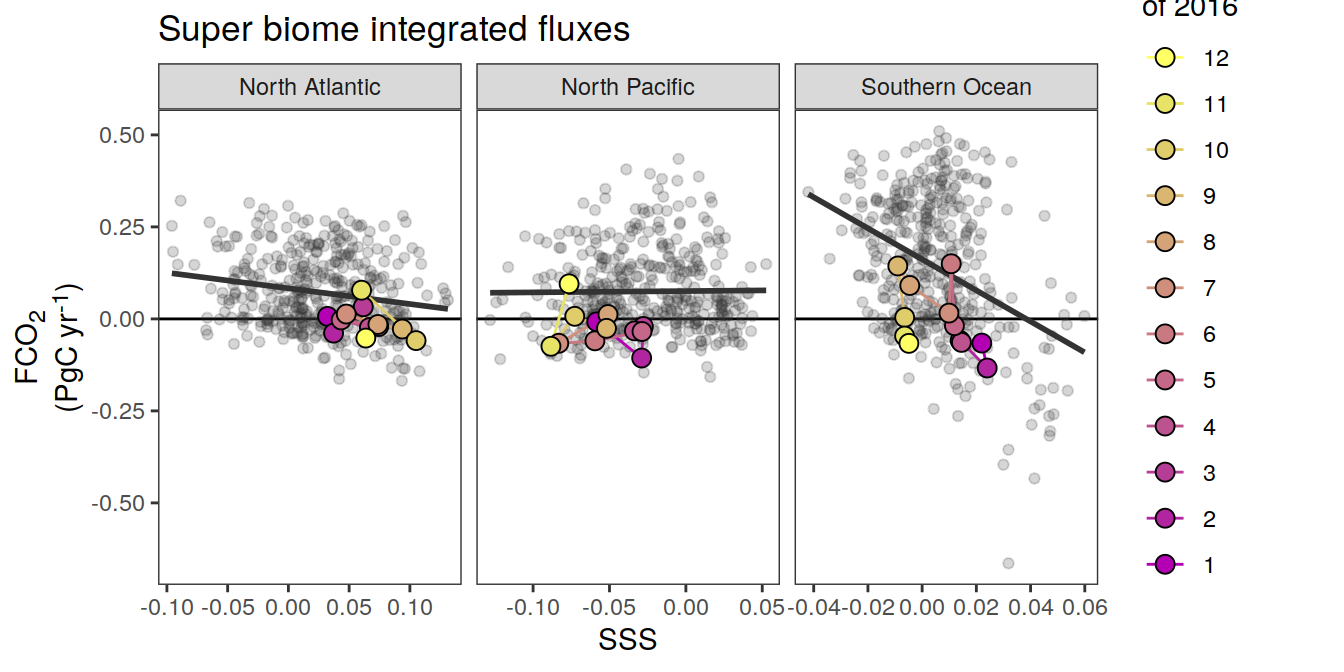 of 2016
Super biome integrated fluxes
North Atlantic
North Pacific
Southern Ocean
FCO2
(PgC yr-1)
0.50
0.25
0.00
-0.25
-0.50
-0.10 -0.05 0.00 0.05 0.10
-0.10 -0.05 0.00 0.05
-0.04 -0.02 0.00 0.02 0.04 0.06
SSS
12
11
10
9
8
7
6
5
4
3
2
1